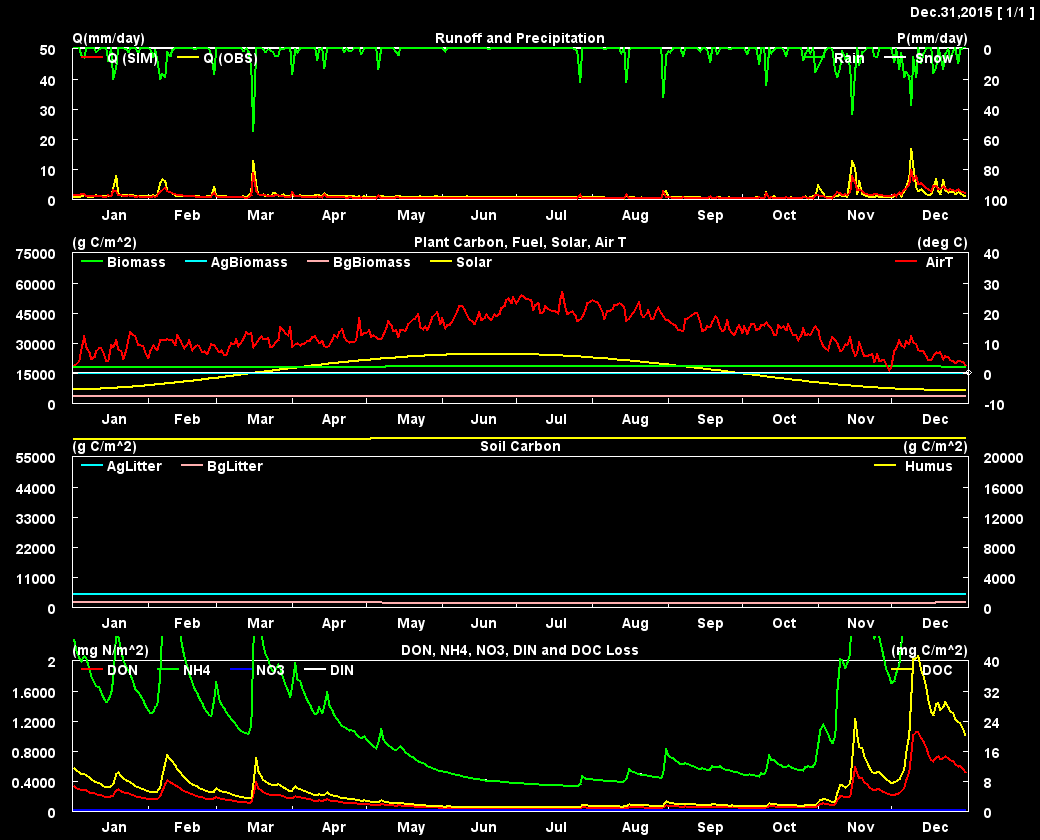 Dec.31,2015 [ 1/1 ]
Q(mm/day) Runoff and Precipitation P(mm/day)
50 0
Q (SIM) Q (OBS) Rain Snow
40 20
30 40
20 60
10 80
0 100
Jan Feb Mar Apr May Jun Jul Aug Sep Oct Nov Dec
(g C/m^2) Plant Carbon, Fuel, Solar, Air T (deg C)
75000 40
Biomass AgBiomass BgBiomass Solar AirT
60000 30
45000 20
30000 10
15000 0
0 -10
Jan Feb Mar Apr May Jun Jul Aug Sep Oct Nov Dec
(g C/m^2) Soil Carbon (g C/m^2)
55000 20000
AgLitter BgLitter Humus
44000 16000
33000 12000
22000 8000
11000 4000
0 0
Jan Feb Mar Apr May Jun Jul Aug Sep Oct Nov Dec
(mg N/m^2) DON, NH4, NO3, DIN and DOC Loss (mg C/m^2)
2 40
DON NH4 NO3 DIN DOC
1.6000 32
1.2000 24
0.8000 16
0.4000 8
0 0
Jan Feb Mar Apr May Jun Jul Aug Sep Oct Nov Dec